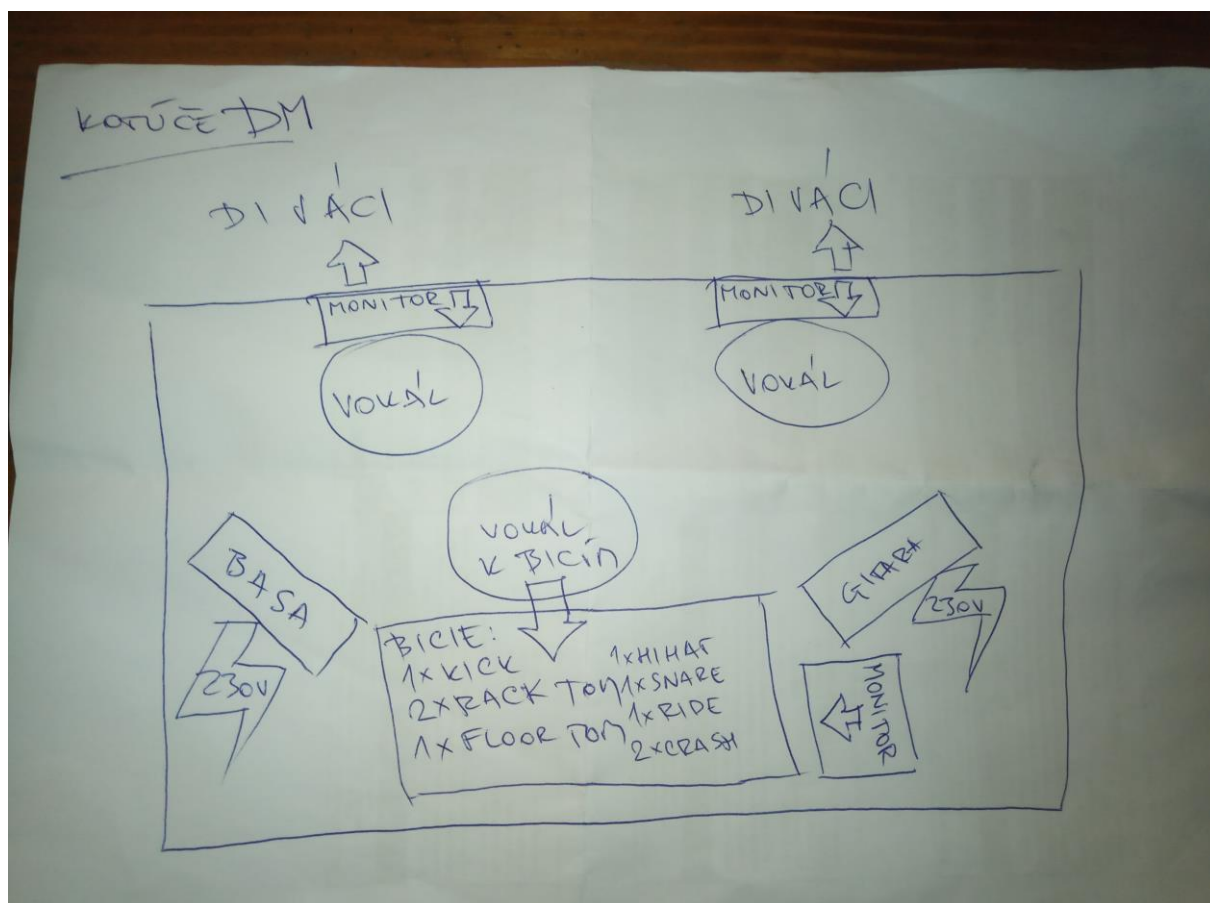 KOTÚČE DM
DIVÁCI
DIVÁCI
MONITOR
MONITOR
VOKÁL
VOKÁL
VOKÁL
K BICÍM
BASA
GITARA
230V
230V
BICIE:
1X KICK
2X RACK TOM
1X FLOOR TOM
1X HIHAT
1X SNARE
1X RIDE
2X CRASH
MONITOR